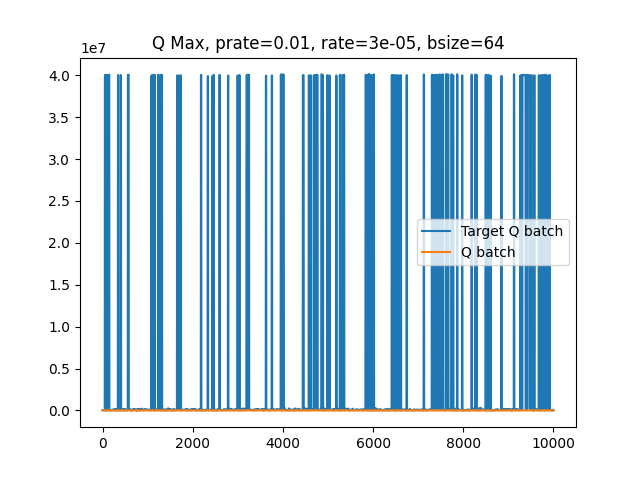 Q Max, prate=0.01, rate=3e-05, bsize=64
1e7
4.0
3.5
3.0
2.5
2.0
1.5
1.0
0.5
0.0
Target Q batch
Q batch
0 2000 4000 6000 8000 10000